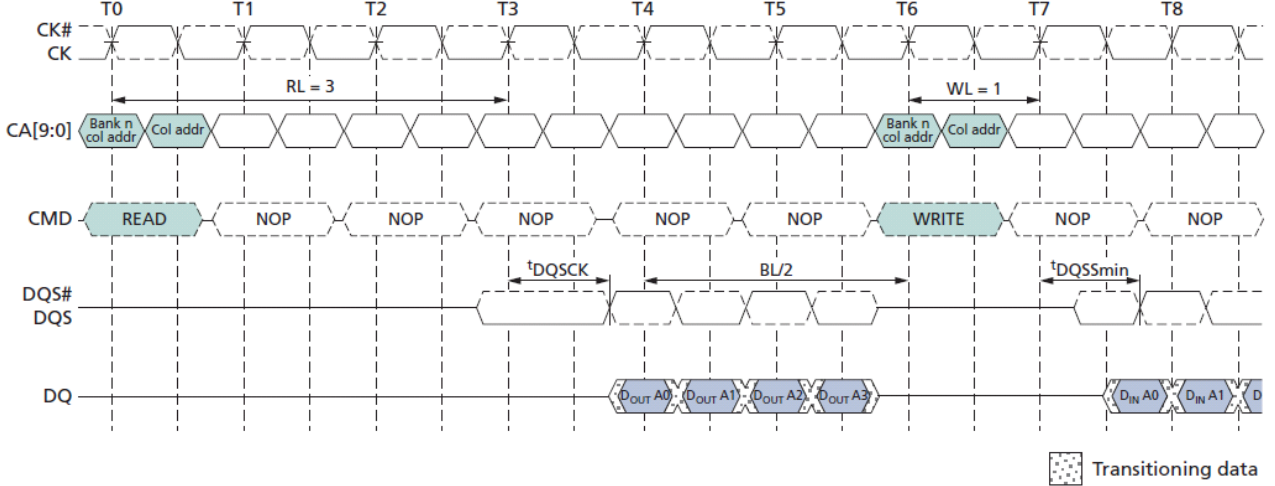 T0 T1 T2 T3 T4 T5 T6 T7 T8
CK#
CK
RL = 3 WL = 1
CA[9:0] Bank n col addr Col addr Bank n col addr Col addr
CMD READ NOP NOP NOP NOP NOP WRITE NOP NOP
tDQSCK BL/2 tDQSSmin
DQS#
DQS
DQ DOUT A0 DOUT A1 DOUT A2 DOUT A3 DIN A0 DIN A1 D
Transitioning data